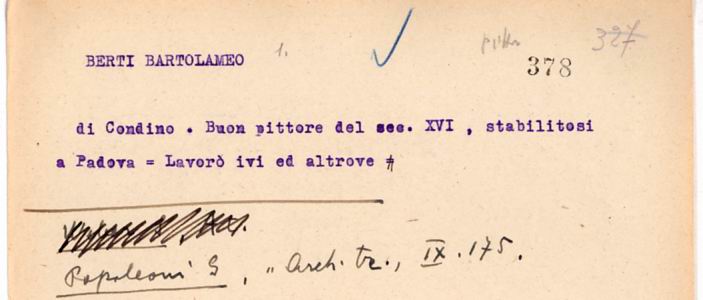 BERTI BARTOLAMEO 1.
378
di Condino . Buon pittore del sec. XVI , stabilitosi
a Padova = Lavorò ivi ed altrove #
Papaleoni G , " Arch. tr., IX . 175.